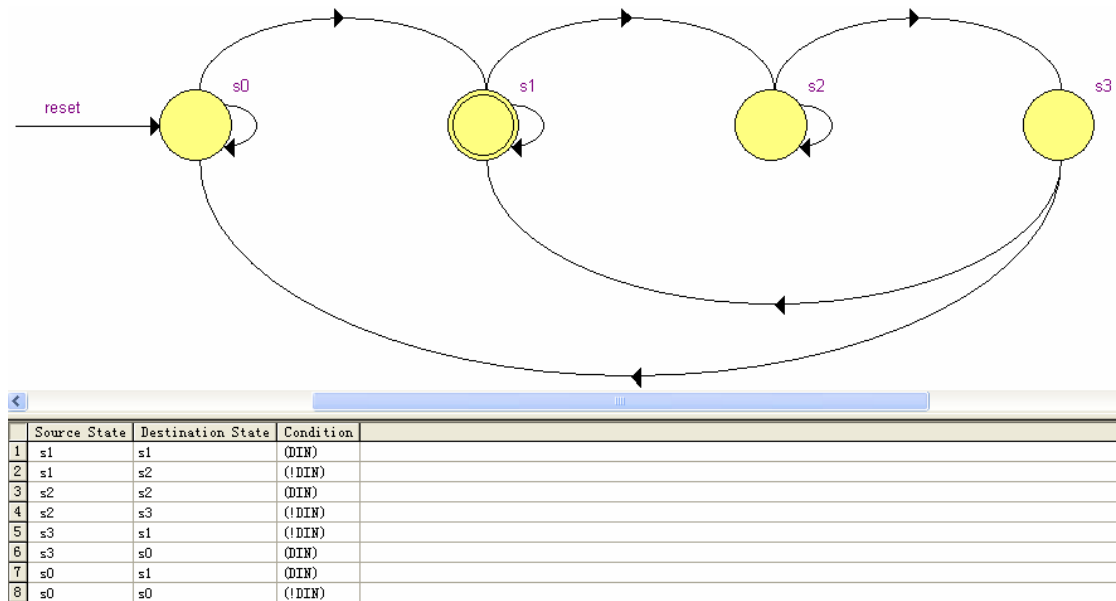 s0 s1 s2 s3
reset
Source State Destination State Condition
1 s1 s1 (DIN)
2 s1 s2 (!DIN)
3 s2 s2 (DIN)
4 s2 s3 (!DIN)
5 s3 s1 (!DIN)
6 s3 s0 (DIN)
7 s0 s1 (DIN)
8 s0 s0 (!DIN)